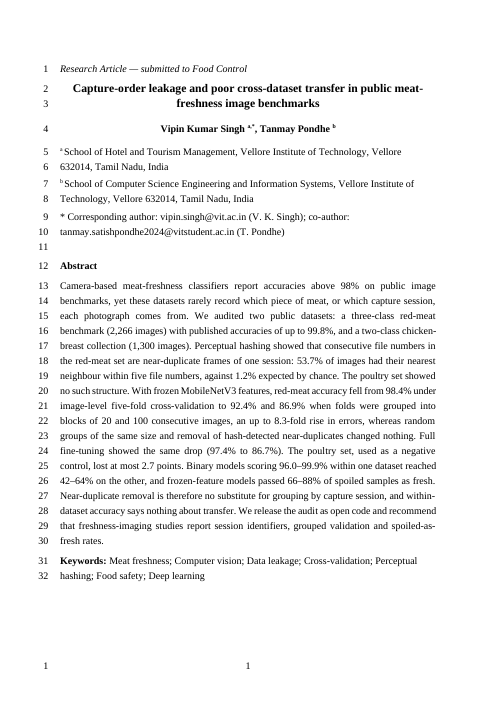 1 Research Article — submitted to Food Control
2 Capture-order leakage and poor cross-dataset transfer in public meat-
3 freshness image benchmarks
4 Vipin Kumar Singh a,*, Tanmay Pondhe b
5 a School of Hotel and Tourism Management, Vellore Institute of Technology, Vellore
6 632014, Tamil Nadu, India
7 b School of Computer Science Engineering and Information Systems, Vellore Institute of
8 Technology, Vellore 632014, Tamil Nadu, India
9 * Corresponding author: vipin.singh@vit.ac.in (V. K. Singh); co-author:
10 tanmay.satishpondhe2024@vitstudent.ac.in (T. Pondhe)
11
12 Abstract
13 Camera-based meat-freshness classifiers report accuracies above 98% on public image
14 benchmarks, yet these datasets rarely record which piece of meat, or which capture session,
15 each photograph comes from. We audited two public datasets: a three-class red-meat
16 benchmark (2,266 images) with published accuracies of up to 99.8%, and a two-class chicken-
17 breast collection (1,300 images). Perceptual hashing showed that consecutive file numbers in
18 the red-meat set are near-duplicate frames of one session: 53.7% of images had their nearest
19 neighbour within five file numbers, against 1.2% expected by chance. The poultry set showed
20 no such structure. With frozen MobileNetV3 features, red-meat accuracy fell from 98.4% under
21 image-level five-fold cross-validation to 92.4% and 86.9% when folds were grouped into
22 blocks of 20 and 100 consecutive images, an up to 8.3-fold rise in errors, whereas random
23 groups of the same size and removal of hash-detected near-duplicates changed nothing. Full
24 fine-tuning showed the same drop (97.4% to 86.7%). The poultry set, used as a negative
25 control, lost at most 2.7 points. Binary models scoring 96.0–99.9% within one dataset reached
26 42–64% on the other, and frozen-feature models passed 66–88% of spoiled samples as fresh.
27 Near-duplicate removal is therefore no substitute for grouping by capture session, and within-
28 dataset accuracy says nothing about transfer. We release the audit as open code and recommend
29 that freshness-imaging studies report session identifiers, grouped validation and spoiled-as-
30 fresh rates.
31 Keywords: Meat freshness; Computer vision; Data leakage; Cross-validation; Perceptual
32 hashing; Food safety; Deep learning
1 1